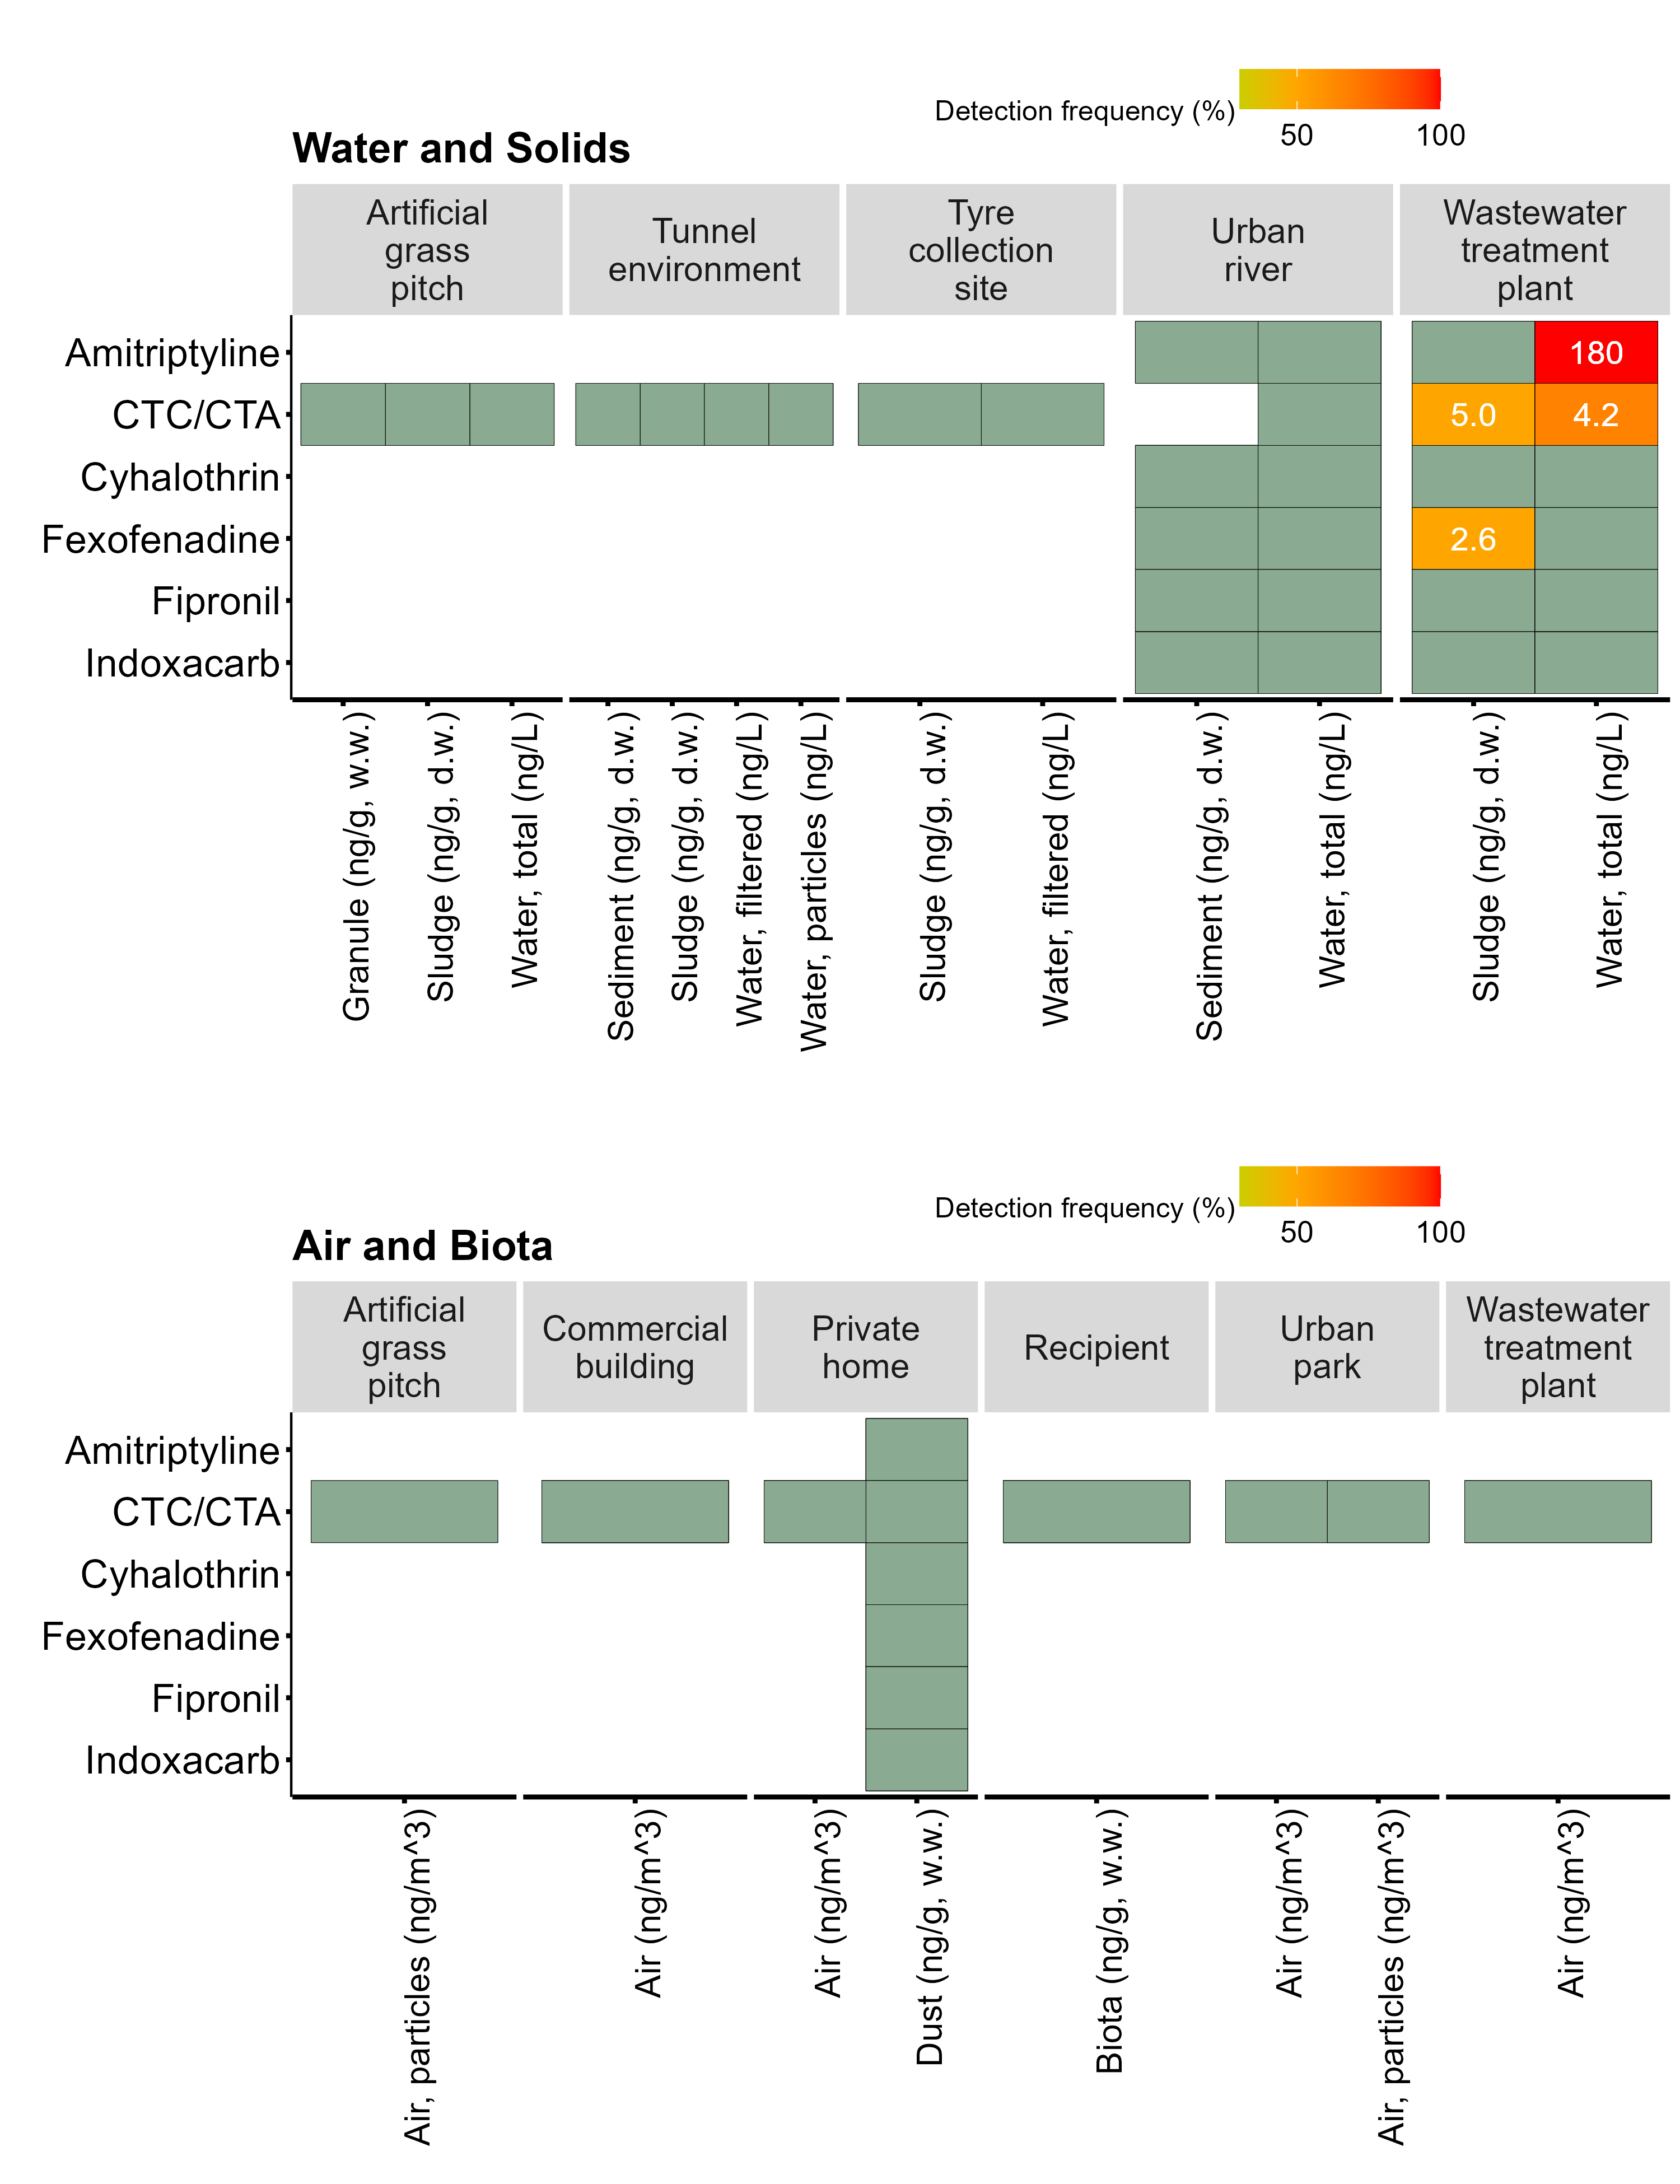 Detection frequency (%)
50 100
Water and Solids
Artificial
grass
pitch
Tunnel
environment
Tyre
collection
site
Urban
river
Wastewater
treatment
plant
Amitriptyline
180
CTC/CTA
5.0
4.2
Cyhalothrin
Fexofenadine
2.6
Fipronil
Indoxacarb
Granule (ng/g, w.w.)
Sludge (ng/g, d.w.)
Water, total (ng/L)
Sediment (ng/g, d.w.)
Sludge (ng/g, d.w.)
Water, filtered (ng/L)
Water, particles (ng/L)
Sludge (ng/g, d.w.)
Water, filtered (ng/L)
Sediment (ng/g, d.w.)
Water, total (ng/L)
Sludge (ng/g, d.w.)
Water, total (ng/L)
Detection frequency (%)
50 100
Air and Biota
Artificial
grass
pitch
Commercial
building
Private
home
Recipient
Urban
park
Wastewater
treatment
plant
Amitriptyline
CTC/CTA
Cyhalothrin
Fexofenadine
Fipronil
Indoxacarb
Air, particles (ng/m^3)
Air (ng/m^3)
Air (ng/m^3)
Dust (ng/g, w.w.)
Biota (ng/g, w.w.)
Air (ng/m^3)
Air, particles (ng/m^3)
Air (ng/m^3)